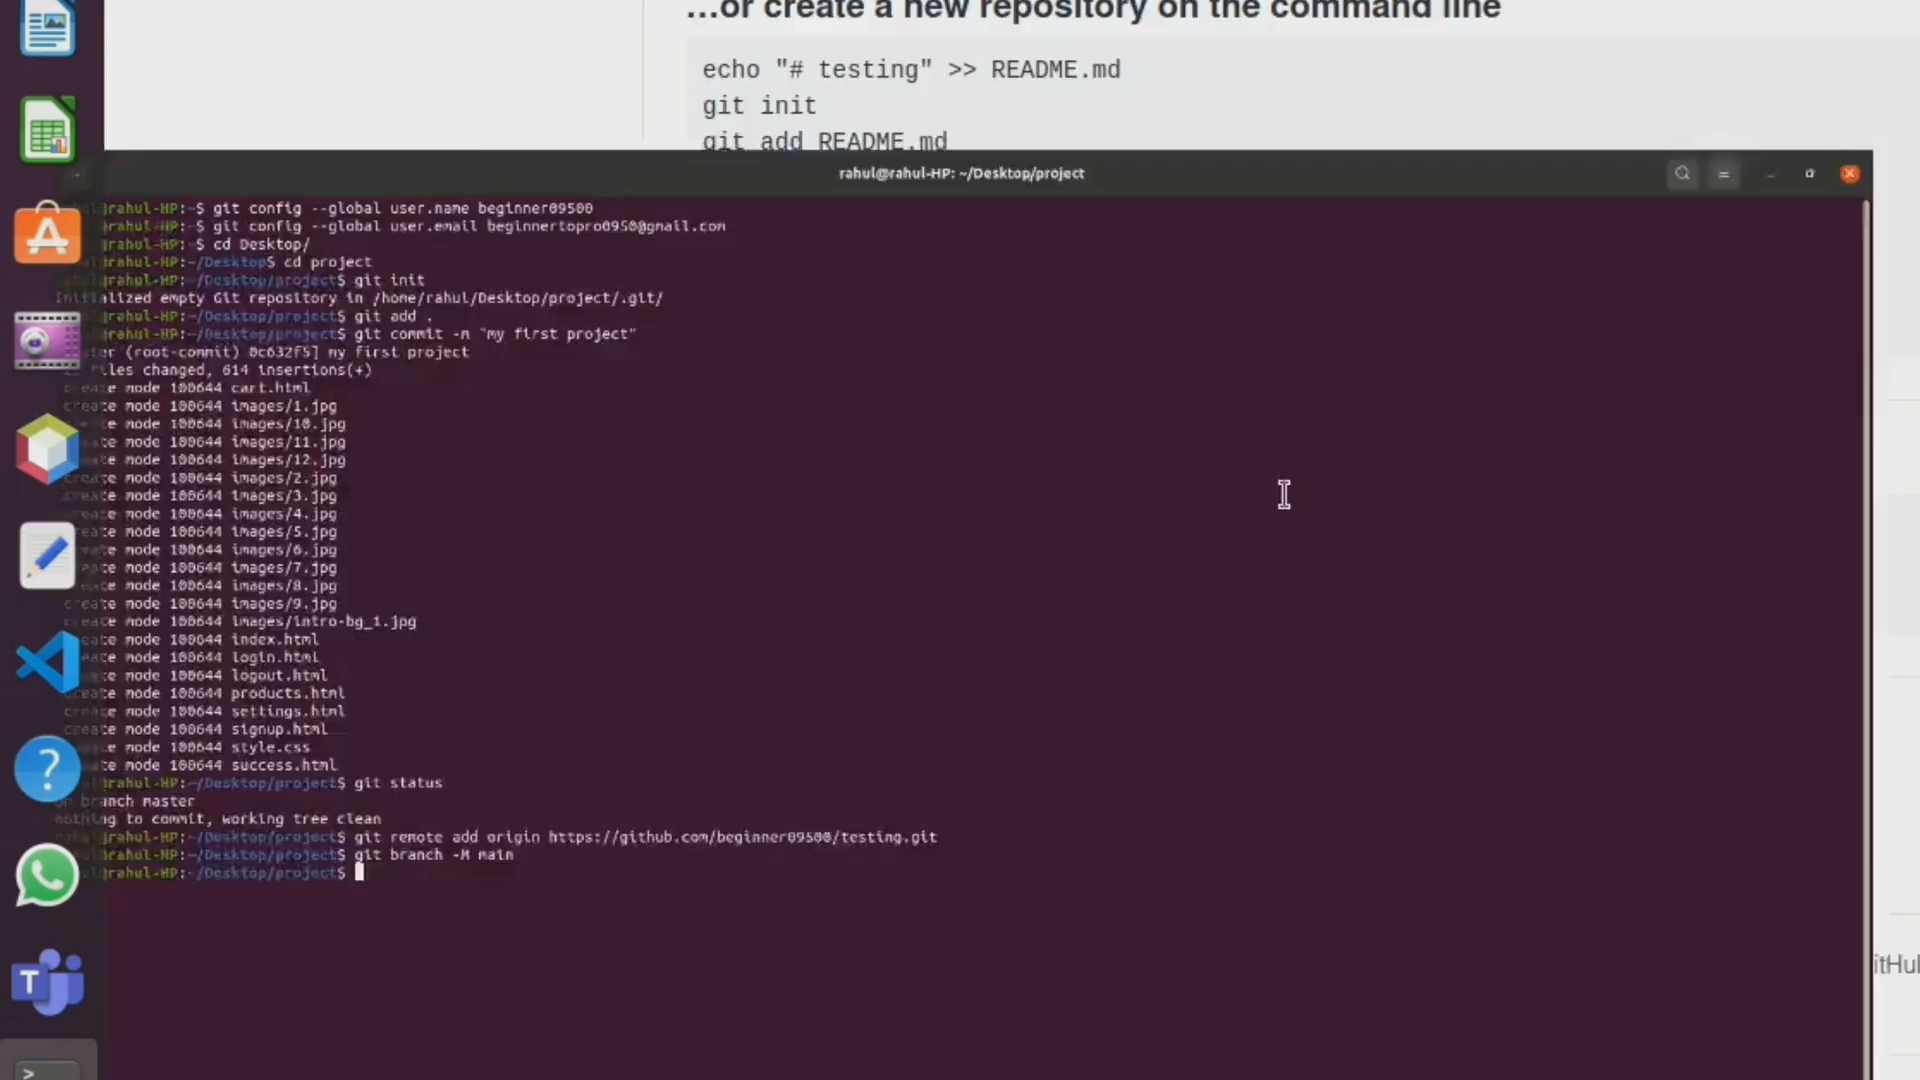 ...or create a new repository on the command line
echo "# testing" >> README.md
git init
git add README.md
rahul@rahul-HP: ~/Desktop/project
rahul-HP:~$ git config --global user.name beginner09500
rahul-HP:~$ git config --global user.email beginnertopro0950@gmail.com
rahul-HP:~$ cd Desktop/
rahul-HP:~/Desktop$ cd project
rahul-HP:~/Desktop/project$ git init
Initialized empty Git repository in /home/rahul/Desktop/project/.git/
rahul-HP:~/Desktop/project$ git add .
rahul-HP:~/Desktop/project$ git commit -m "my first project"
(root-commit) 0c632f5] my first project
files changed, 614 insertions(+)
create mode 100644 cart.html
create mode 100644 images/1.jpg
create mode 100644 images/10.jpg
create mode 100644 images/11.jpg
create mode 100644 images/12.jpg
create mode 100644 images/2.jpg
create mode 100644 images/3.jpg
create mode 100644 images/4.jpg
create mode 100644 images/5.jpg
create mode 100644 images/6.jpg
create mode 100644 images/7.jpg
create mode 100644 images/8.jpg
create mode 100644 images/9.jpg
create mode 100644 images/intro-bg_1.jpg
create mode 100644 index.html
create mode 100644 login.html
create mode 100644 logout.html
create mode 100644 products.html
create mode 100644 settings.html
create mode 100644 signup.html
create mode 100644 style.css
create mode 100644 success.html
rahul-HP:~/Desktop/project$ git status
On branch master
nothing to commit, working tree clean
rahul-HP:~/Desktop/project$ git remote add origin https://github.com/beginner09500/testing.git
rahul-HP:~/Desktop/project$ git branch -M main
rahul-HP:~/Desktop/project$
itHu